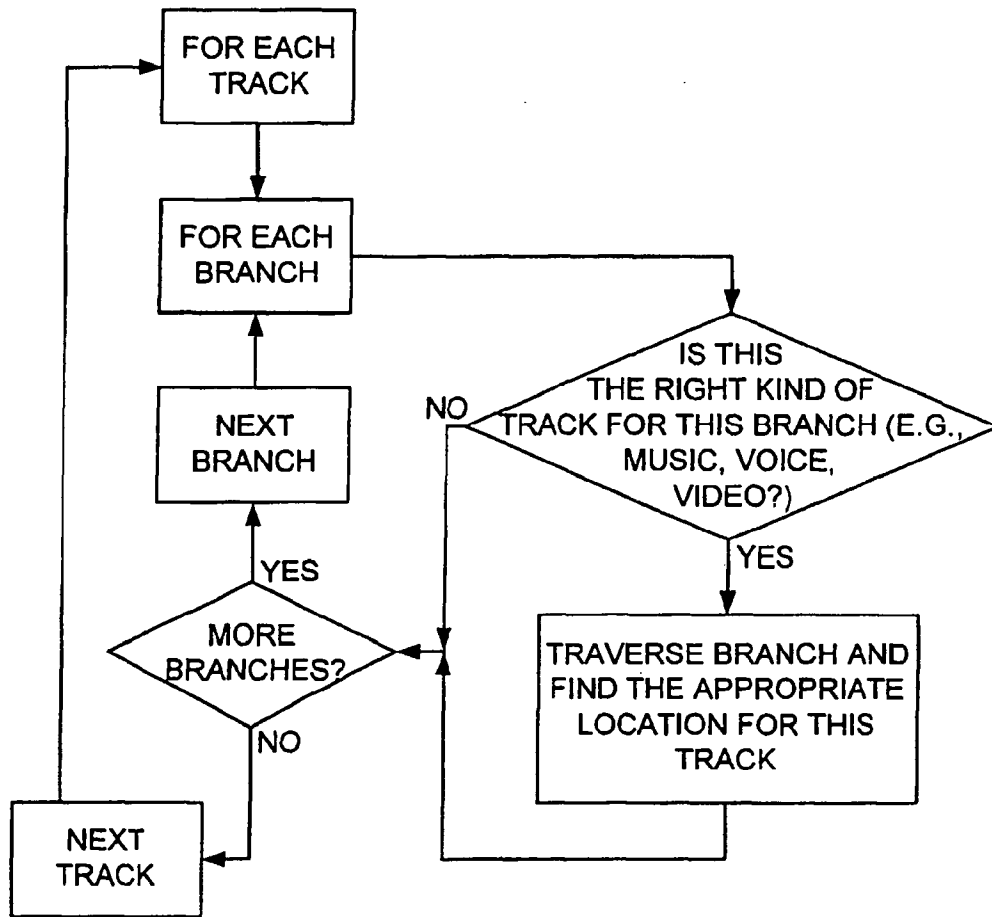 FOR EACH
TRACK
FOR EACH
BRANCH
IS THIS
THE RIGHT KIND OF
TRACK FOR THIS BRANCH (E.G.,
MUSIC, VOICE,
VIDEO?)
NO
YES
NEXT
BRANCH
YES
MORE
BRANCHES?
NO
TRAVERSE BRANCH AND
FIND THE APPROPRIATE
LOCATION FOR THIS
TRACK
NEXT
TRACK